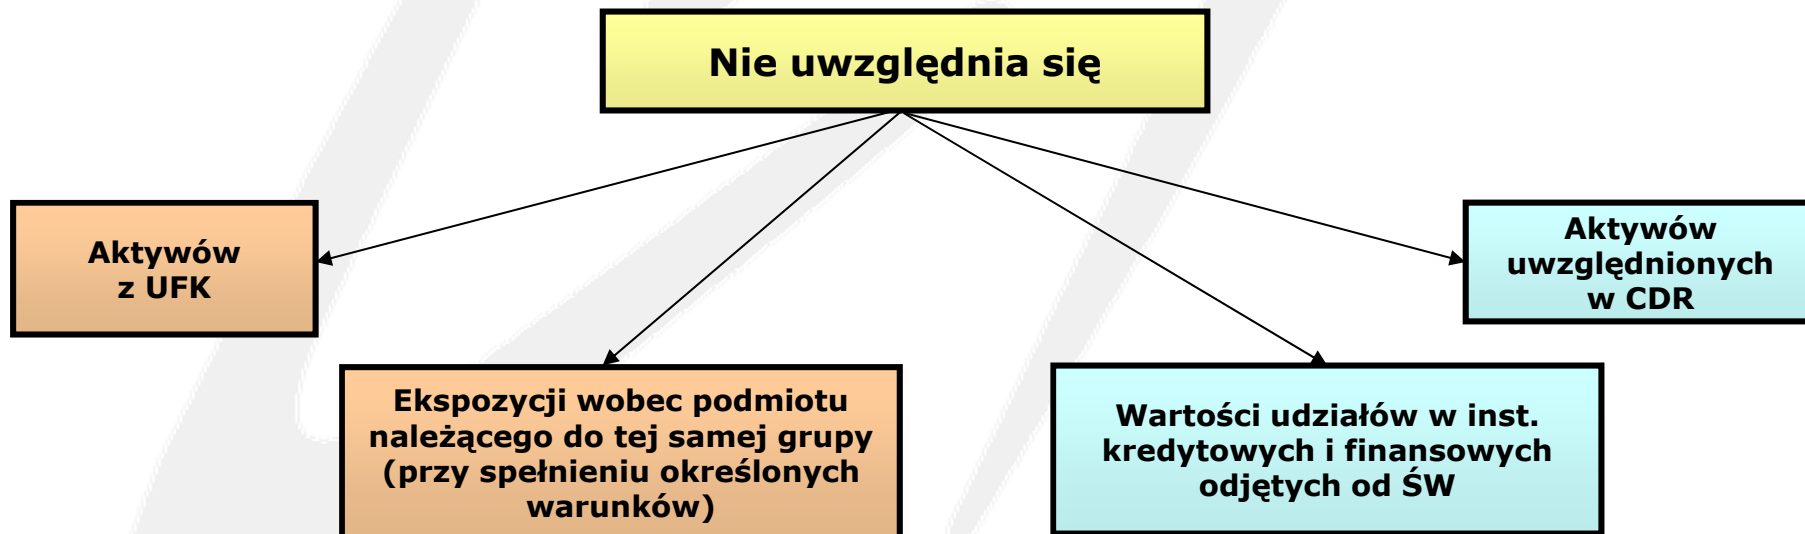 Nie uwzględnia się
Aktywów
z UFK
Ekspozycji wobec podmiotu
należącego do tej samej grupy
(przy spełnieniu określonych
warunków)
Wartości udziałów w inst.
kredytowych i finansowych
odjętych od ŚW
Aktywów
uwzględnionych
w CDR